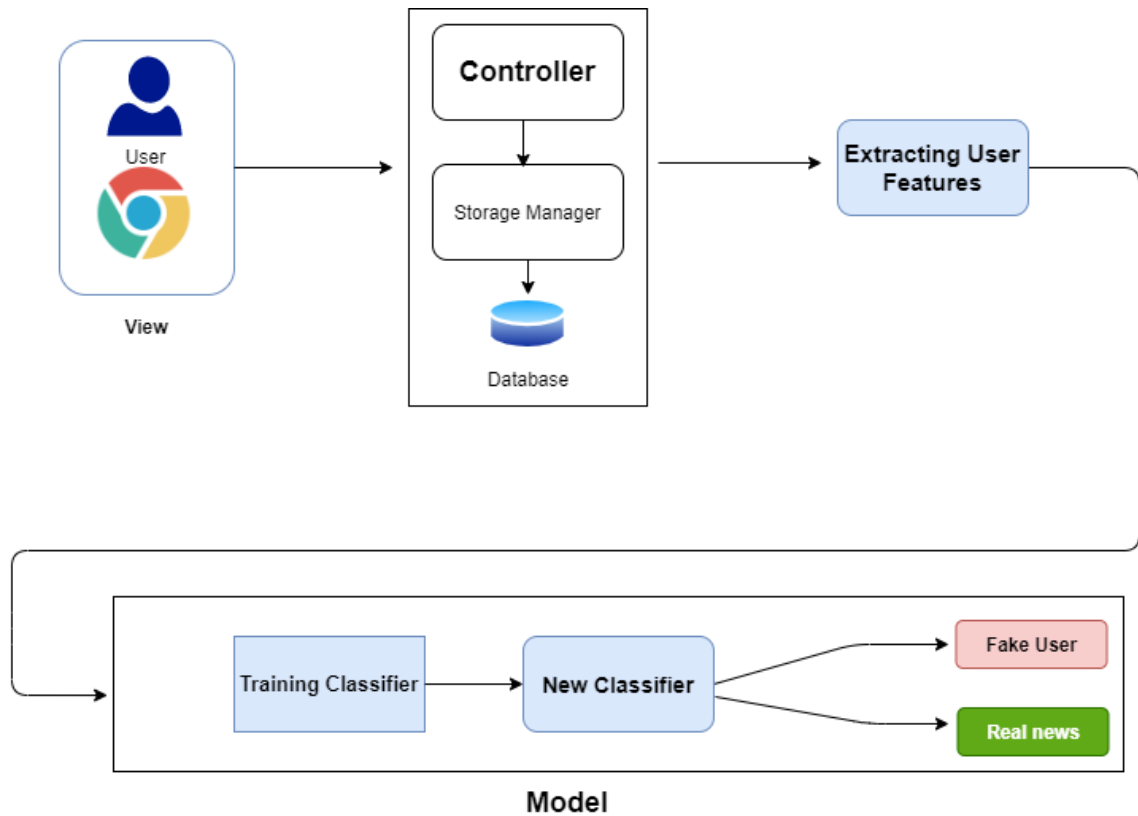 Controller
User
Storage Manager
Extracting User
Features
View
Database
Training Classifier
New Classifier
Fake User
Real news
Model